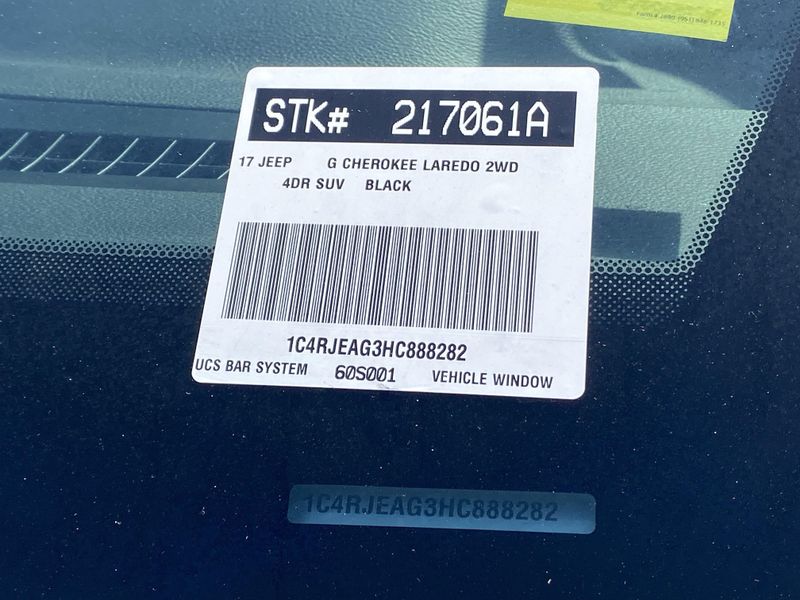 STK# 217061A
17 JEEP G CHEROKEE LAREDO 2WD
4DR SUV BLACK
1C4RJEAG3HC888282
UCS BAR SYSTEM 60S001 VEHICLE WINDOW
1C4RJEAG3HC888282